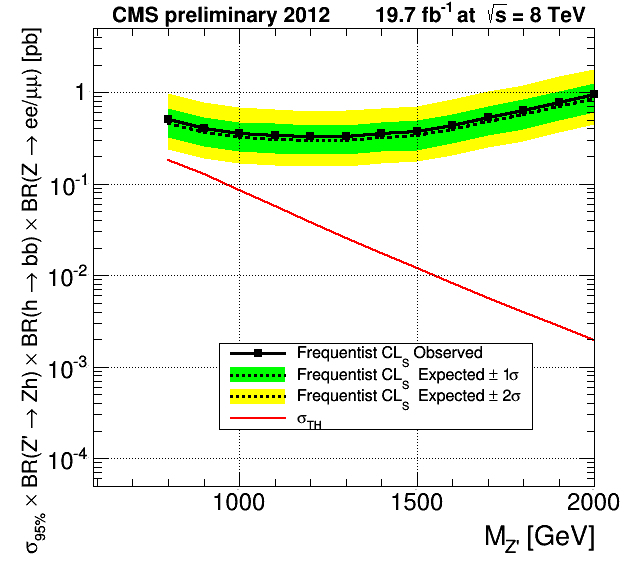 CMS preliminary 2012 19.7 fb⁻¹ at √s = 8 TeV
σ95% × BR(Z' → Zh) × BR(h → bb) × BR(Z → ee/μμ) [pb]
1
10⁻¹
10⁻²
10⁻³
10⁻⁴
Frequentist CLS Observed
Frequentist CLS Expected ± 1σ
Frequentist CLS Expected ± 2σ
σTH
1000 1500 2000
MZ' [GeV]